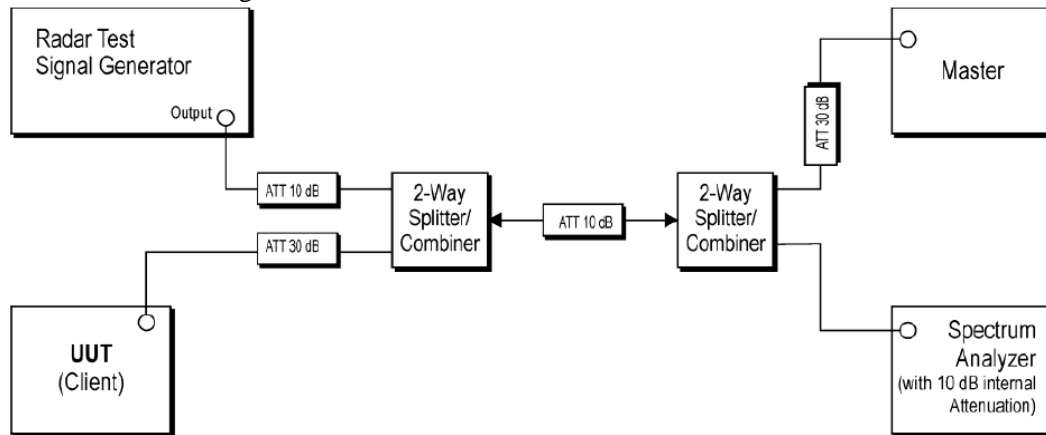 Radar Test
Signal Generator
Output
ATT 10 dB
ATT 30 dB
2-Way
Splitter/
Combiner
ATT 10 dB
2-Way
Splitter/
Combiner
ATT 30 dB
Master
UUT
(Client)
Spectrum
Analyzer
(with 10 dB internal
Attenuation)